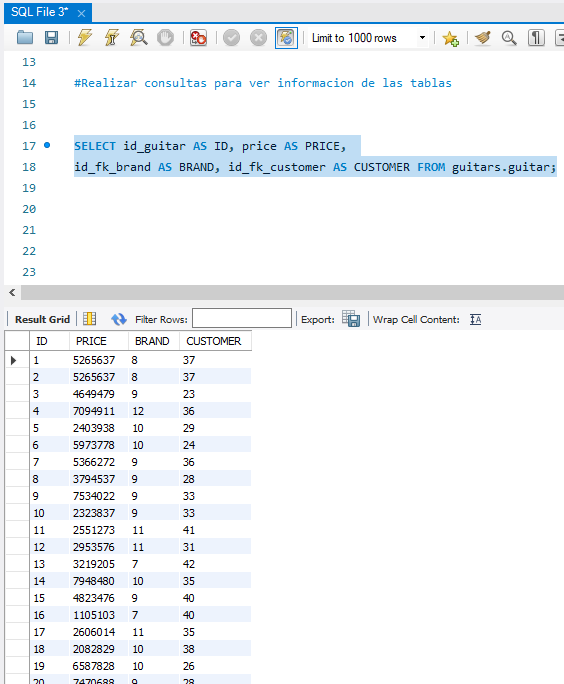 SQL File 3*
Limit to 1000 rows
13
14 #Realizar consultas para ver informacion de las tablas
15
16
17 SELECT id_guitar AS ID, price AS PRICE,
18 id_fk_brand AS BRAND, id_fk_customer AS CUSTOMER FROM guitars.guitar;
19
20
21
22
23
Result Grid Filter Rows: Export: Wrap Cell Content:
ID PRICE BRAND CUSTOMER
1 5265637 8 37
2 5265637 8 37
3 4649479 9 23
4 7094911 12 36
5 2403938 10 29
6 5973778 10 24
7 5366272 9 36
8 3794537 9 28
9 7534022 9 33
10 2323837 9 33
11 2551273 11 41
12 2953576 11 31
13 3219205 7 42
14 7948480 10 35
15 4823476 9 40
16 1105103 7 40
17 2606014 11 35
18 2082829 10 38
19 6587828 10 26
20 7470688 9 28